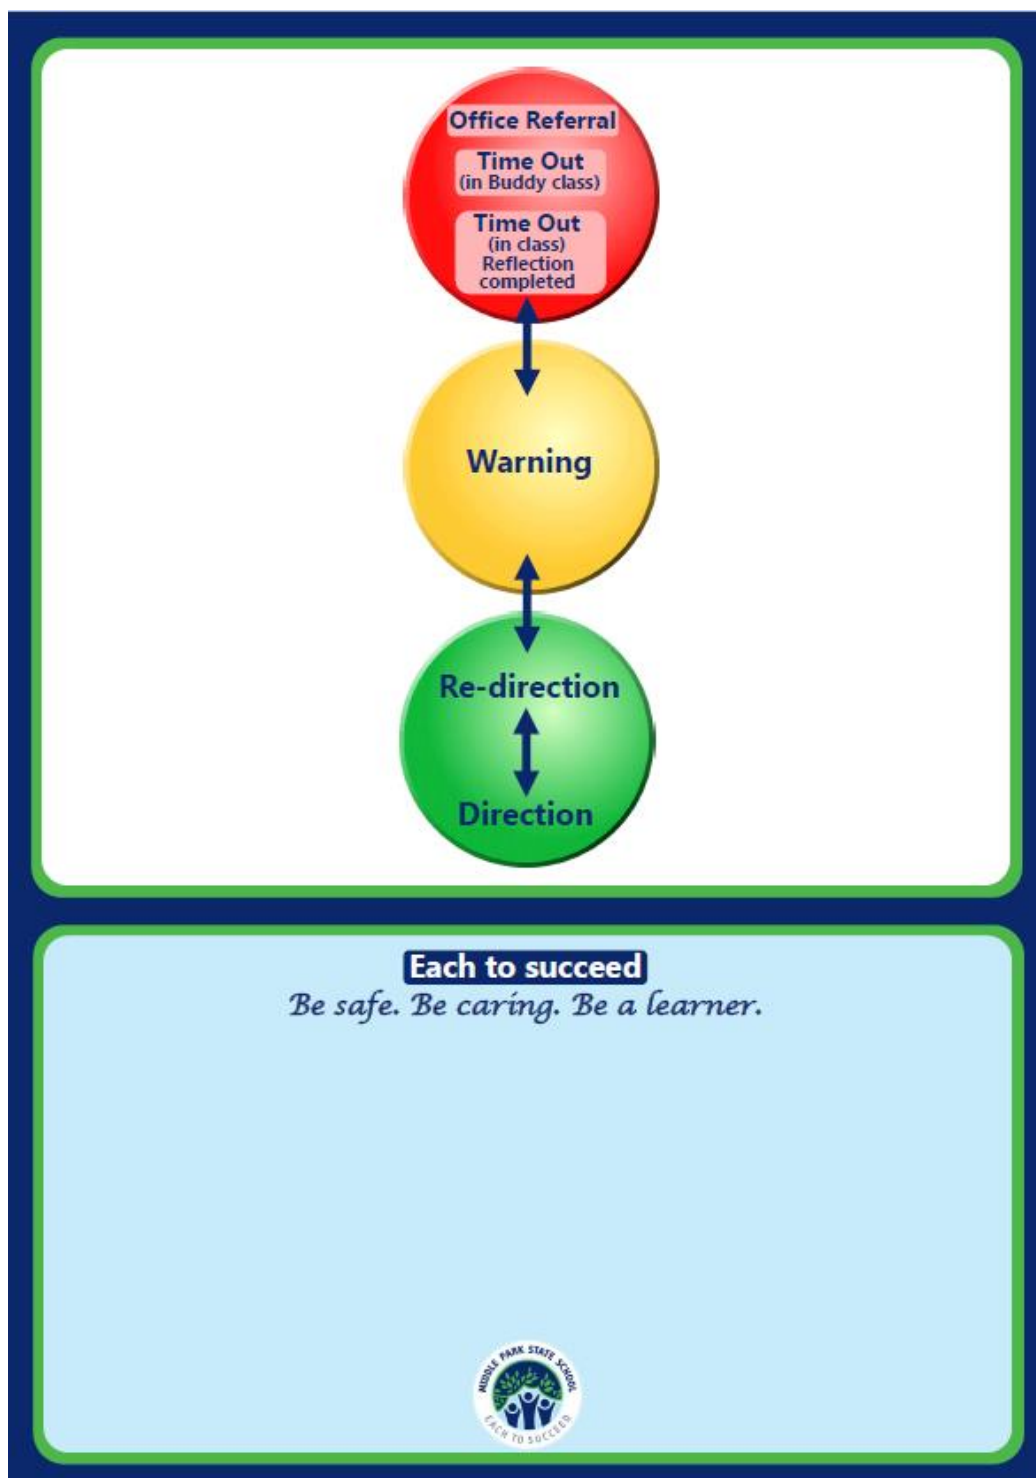 Office Referral
Time Out
(in Buddy class)
Time Out
(in class)
Reflection
completed
Warning
Re-direction
Direction
Each to succeed
Be safe. Be caring. Be a learner.
MIDDLE PARK STATE SCHOOL
EACH TO SUCCEED